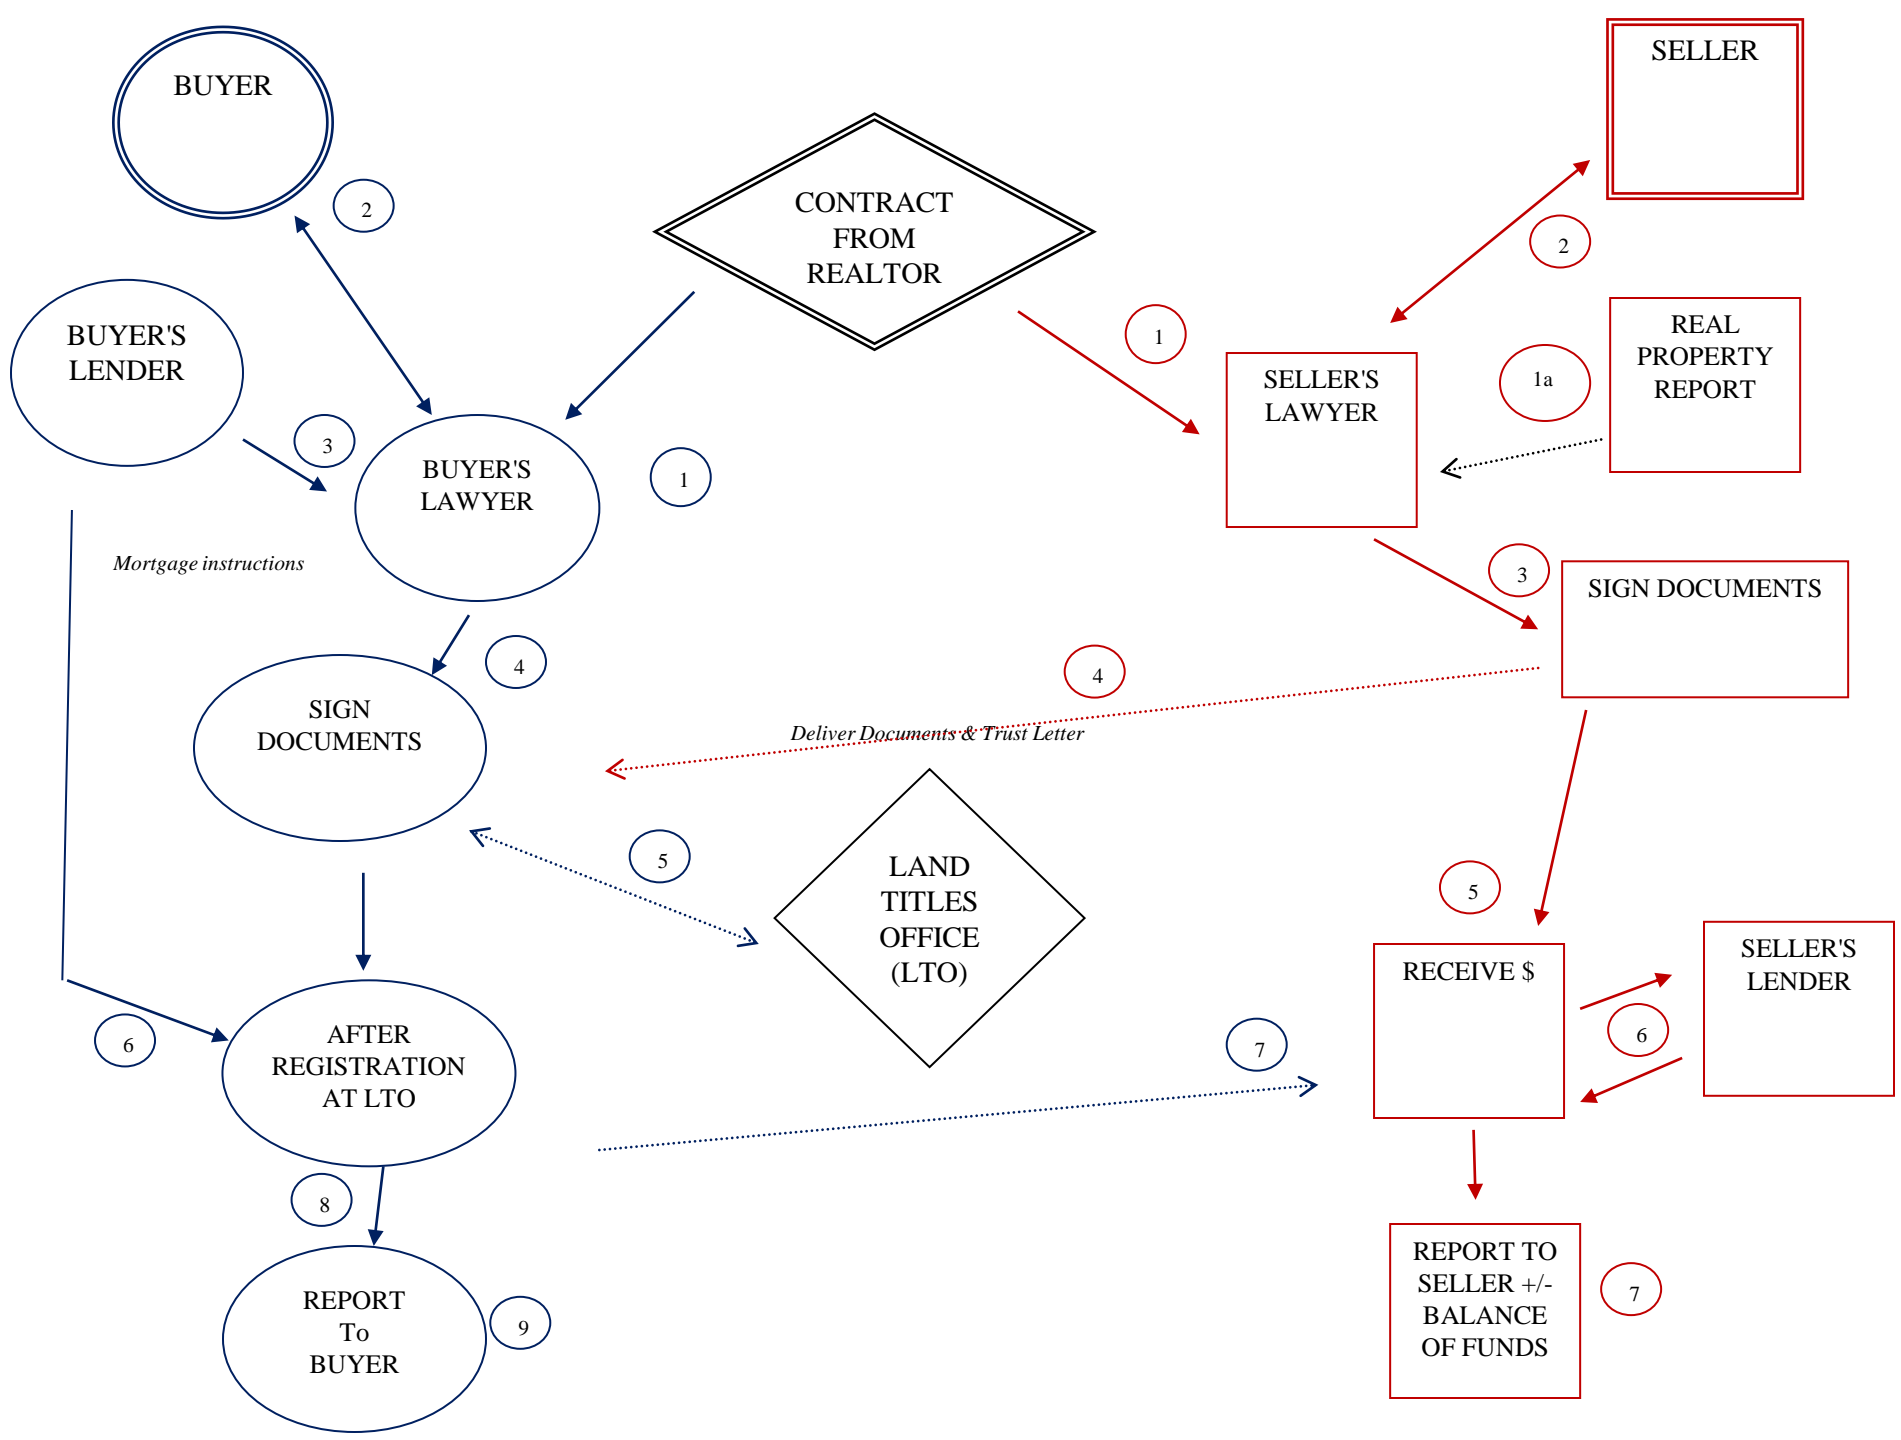 BUYER
SELLER
2
CONTRACT
FROM
REALTOR
2
BUYER'S
LENDER
1
REAL
PROPERTY
REPORT
SELLER'S
LAWYER
1a
3
BUYER'S
LAWYER
1
Mortgage instructions
3
SIGN DOCUMENTS
4
4
SIGN
DOCUMENTS
Deliver Documents & Trust Letter
5
LAND
TITLES
OFFICE
(LTO)
5
RECEIVE $
SELLER'S
LENDER
6
AFTER
REGISTRATION
AT LTO
6
7
8
REPORT TO
SELLER +/-
BALANCE
OF FUNDS
7
REPORT
To
BUYER
9